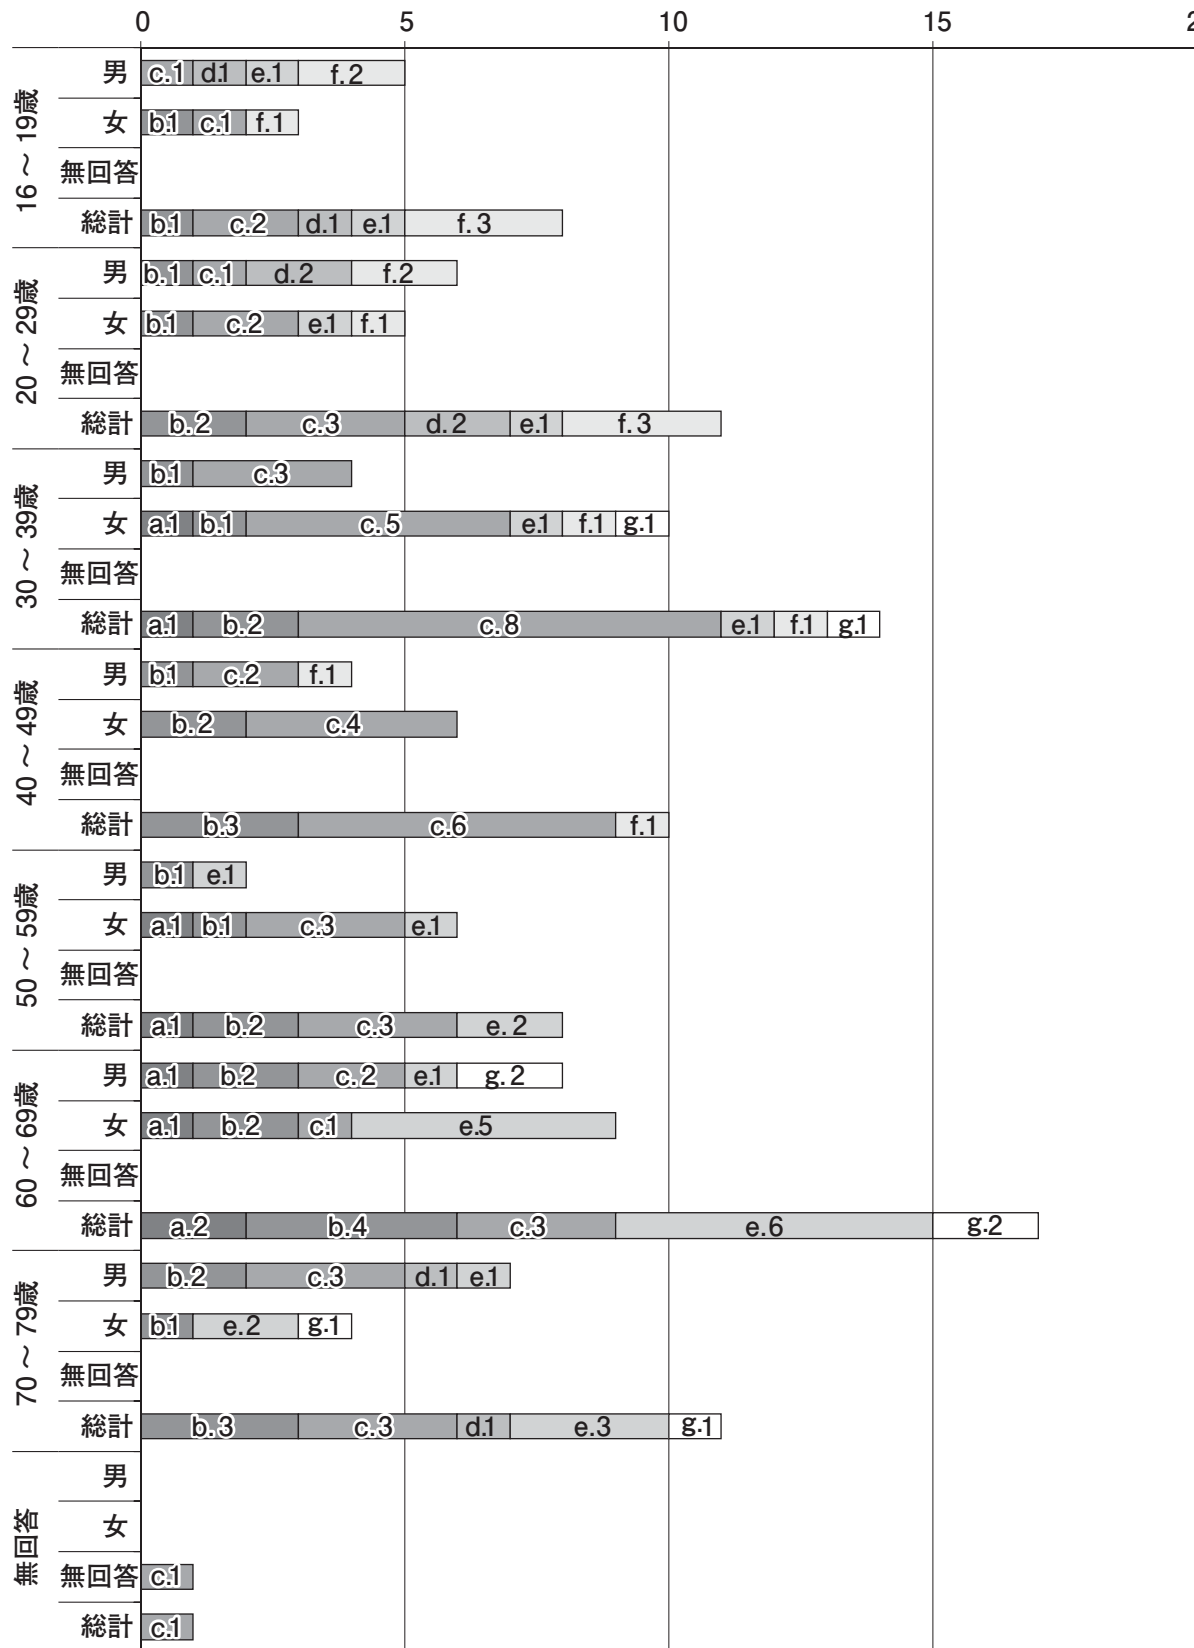 0 5 10 15 2
16～19歳
男 c.1 d.1 e.1 f.2
女 b.1 c.1 f.1
無回答
総計 b.1 c.2 d.1 e.1 f.3
20～29歳
男 b.1 c.1 d.2 f.2
女 b.1 c.2 e.1 f.1
無回答
総計 b.2 c.3 d.2 e.1 f.3
30～39歳
男 b.1 c.3
女 a.1 b.1 c.5 e.1 f.1 g.1
無回答
総計 a.1 b.2 c.8 e.1 f.1 g.1
40～49歳
男 b.1 c.2 f.1
女 b.2 c.4
無回答
総計 b.3 c.6 f.1
50～59歳
男 b.1 e.1
女 a.1 b.1 c.3 e.1
無回答
総計 a.1 b.2 c.3 e.2
60～69歳
男 a.1 b.2 c.2 e.1 g.2
女 a.1 b.2 c.1 e.5
無回答
総計 a.2 b.4 c.3 e.6 g.2
70～79歳
男 b.2 c.3 d.1 e.1
女 b.1 e.2 g.1
無回答
総計 b.3 c.3 d.1 e.3 g.1
無回答
男
女
無回答 c.1
総計 c.1